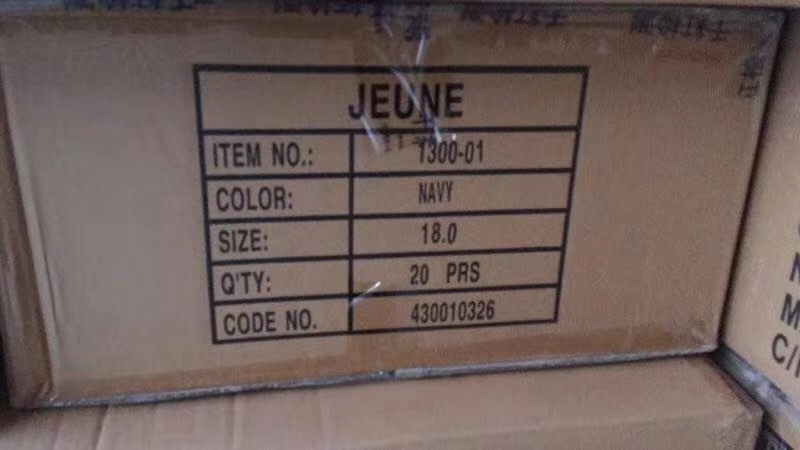 JEUNE
ITEM NO.: 1300-01
COLOR: NAVY
SIZE: 18.0
Q'TY: 20 PRS
CODE NO. 430010326
M
C/